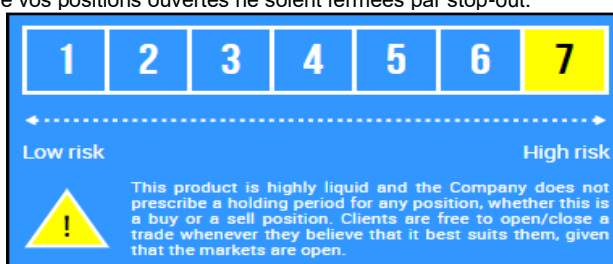 e vos positions ouvertes ne soient fermées par stop-out.
1 2 3 4 5 6 7
Low risk High risk
This product is highly liquid and the Company does not
prescribe a holding period for any position, whether this is
a buy or a sell position. Clients are free to open/close a
trade whenever they believe that it best suits them, given
that the markets are open.
!